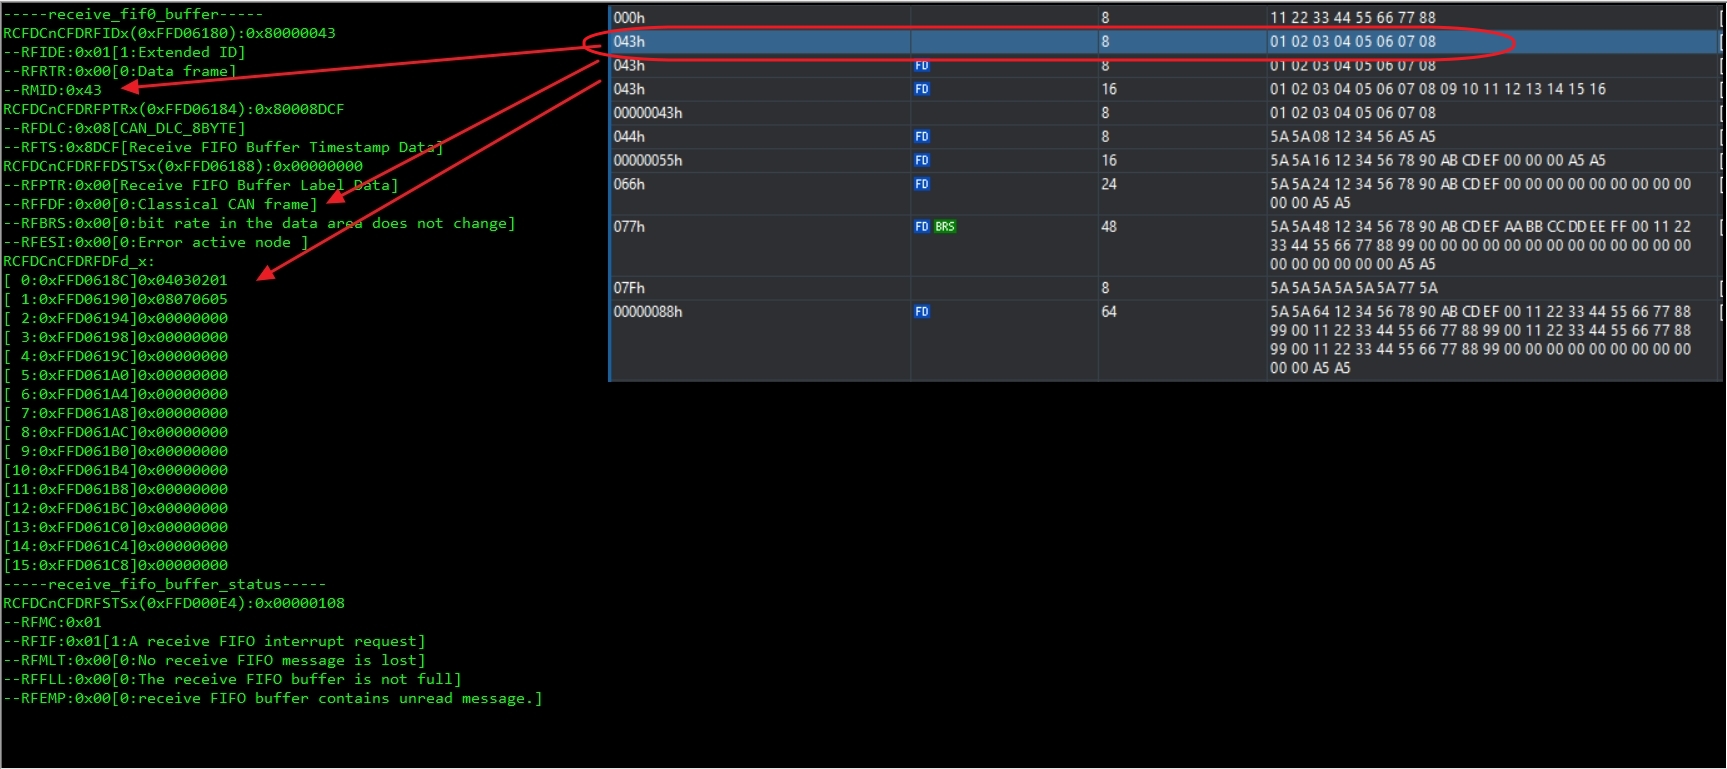 -----receive_fif0_buffer-----
RCFDCnCFDRFIDx(0xFFD06180):0x80000043
--RFIDE:0x01[1:Extended ID]
--RFRTR:0x00[0:Data frame]
--RMID:0x43
RCFDCnCFDRFPTRx(0xFFD06184):0x80008DCF
--RFDLC:0x08[CAN_DLC_8BYTE]
--RFTS:0x8DCF[Receive FIFO Buffer Timestamp Data]
RCFDCnCFDRFFDSTSx(0xFFD06188):0x00000000
--RFPTR:0x00[Receive FIFO Buffer Label Data]
--RFFDF:0x00[0:Classical CAN frame]
--RFBRS:0x00[0:bit rate in the data area does not change]
--RFESI:0x00[0:Error active node ]
RCFDCnCFDRFDFd_x:
[ 0:0xFFD0618C]0x04030201
[ 1:0xFFD06190]0x08070605
[ 2:0xFFD06194]0x00000000
[ 3:0xFFD06198]0x00000000
[ 4:0xFFD0619C]0x00000000
[ 5:0xFFD061A0]0x00000000
[ 6:0xFFD061A4]0x00000000
[ 7:0xFFD061A8]0x00000000
[ 8:0xFFD061AC]0x00000000
[ 9:0xFFD061B0]0x00000000
[10:0xFFD061B4]0x00000000
[11:0xFFD061B8]0x00000000
[12:0xFFD061BC]0x00000000
[13:0xFFD061C0]0x00000000
[14:0xFFD061C4]0x00000000
[15:0xFFD061C8]0x00000000
-----receive_fifo_buffer_status-----
RCFDCnCFDRFSTSx(0xFFD000E4):0x00000108
--RFMC:0x01
--RFIF:0x01[1:A receive FIFO interrupt request]
--RFMLT:0x00[0:No receive FIFO message is lost]
--RFFLL:0x00[0:The receive FIFO buffer is not full]
--RFEMP:0x00[0:receive FIFO buffer contains unread message.]
000h 8 11 22 33 44 55 66 77 88
043h 8 01 02 03 04 05 06 07 08
043h FD 8 01 02 03 04 05 06 07 08
043h FD 16 01 02 03 04 05 06 07 08 09 10 11 12 13 14 15 16
00000043h 8 01 02 03 04 05 06 07 08
044h FD 8 5A 5A 08 12 34 56 A5 A5
00000055h FD 16 5A 5A 16 12 34 56 78 90 AB CD EF 00 00 00 A5 A5
066h FD 24 5A 5A 24 12 34 56 78 90 AB CD EF 00 00 00 00 00 00 00 00 00
00 00 A5 A5
077h FD BRS 48 5A 5A 48 12 34 56 78 90 AB CD EF AA BB CC DD EE FF 00 11 22
33 44 55 66 77 88 99 00 00 00 00 00 00 00 00 00 00 00 00 00
00 00 00 00 00 00 A5 A5
07Fh 8 5A 5A 5A 5A 5A 5A 77 5A
00000088h FD 64 5A 5A 64 12 34 56 78 90 AB CD EF 00 11 22 33 44 55 66 77 88
99 00 11 22 33 44 55 66 77 88 99 00 11 22 33 44 55 66 77 88
99 00 11 22 33 44 55 66 77 88 99 00 00 00 00 00 00 00 00 00
00 00 A5 A5